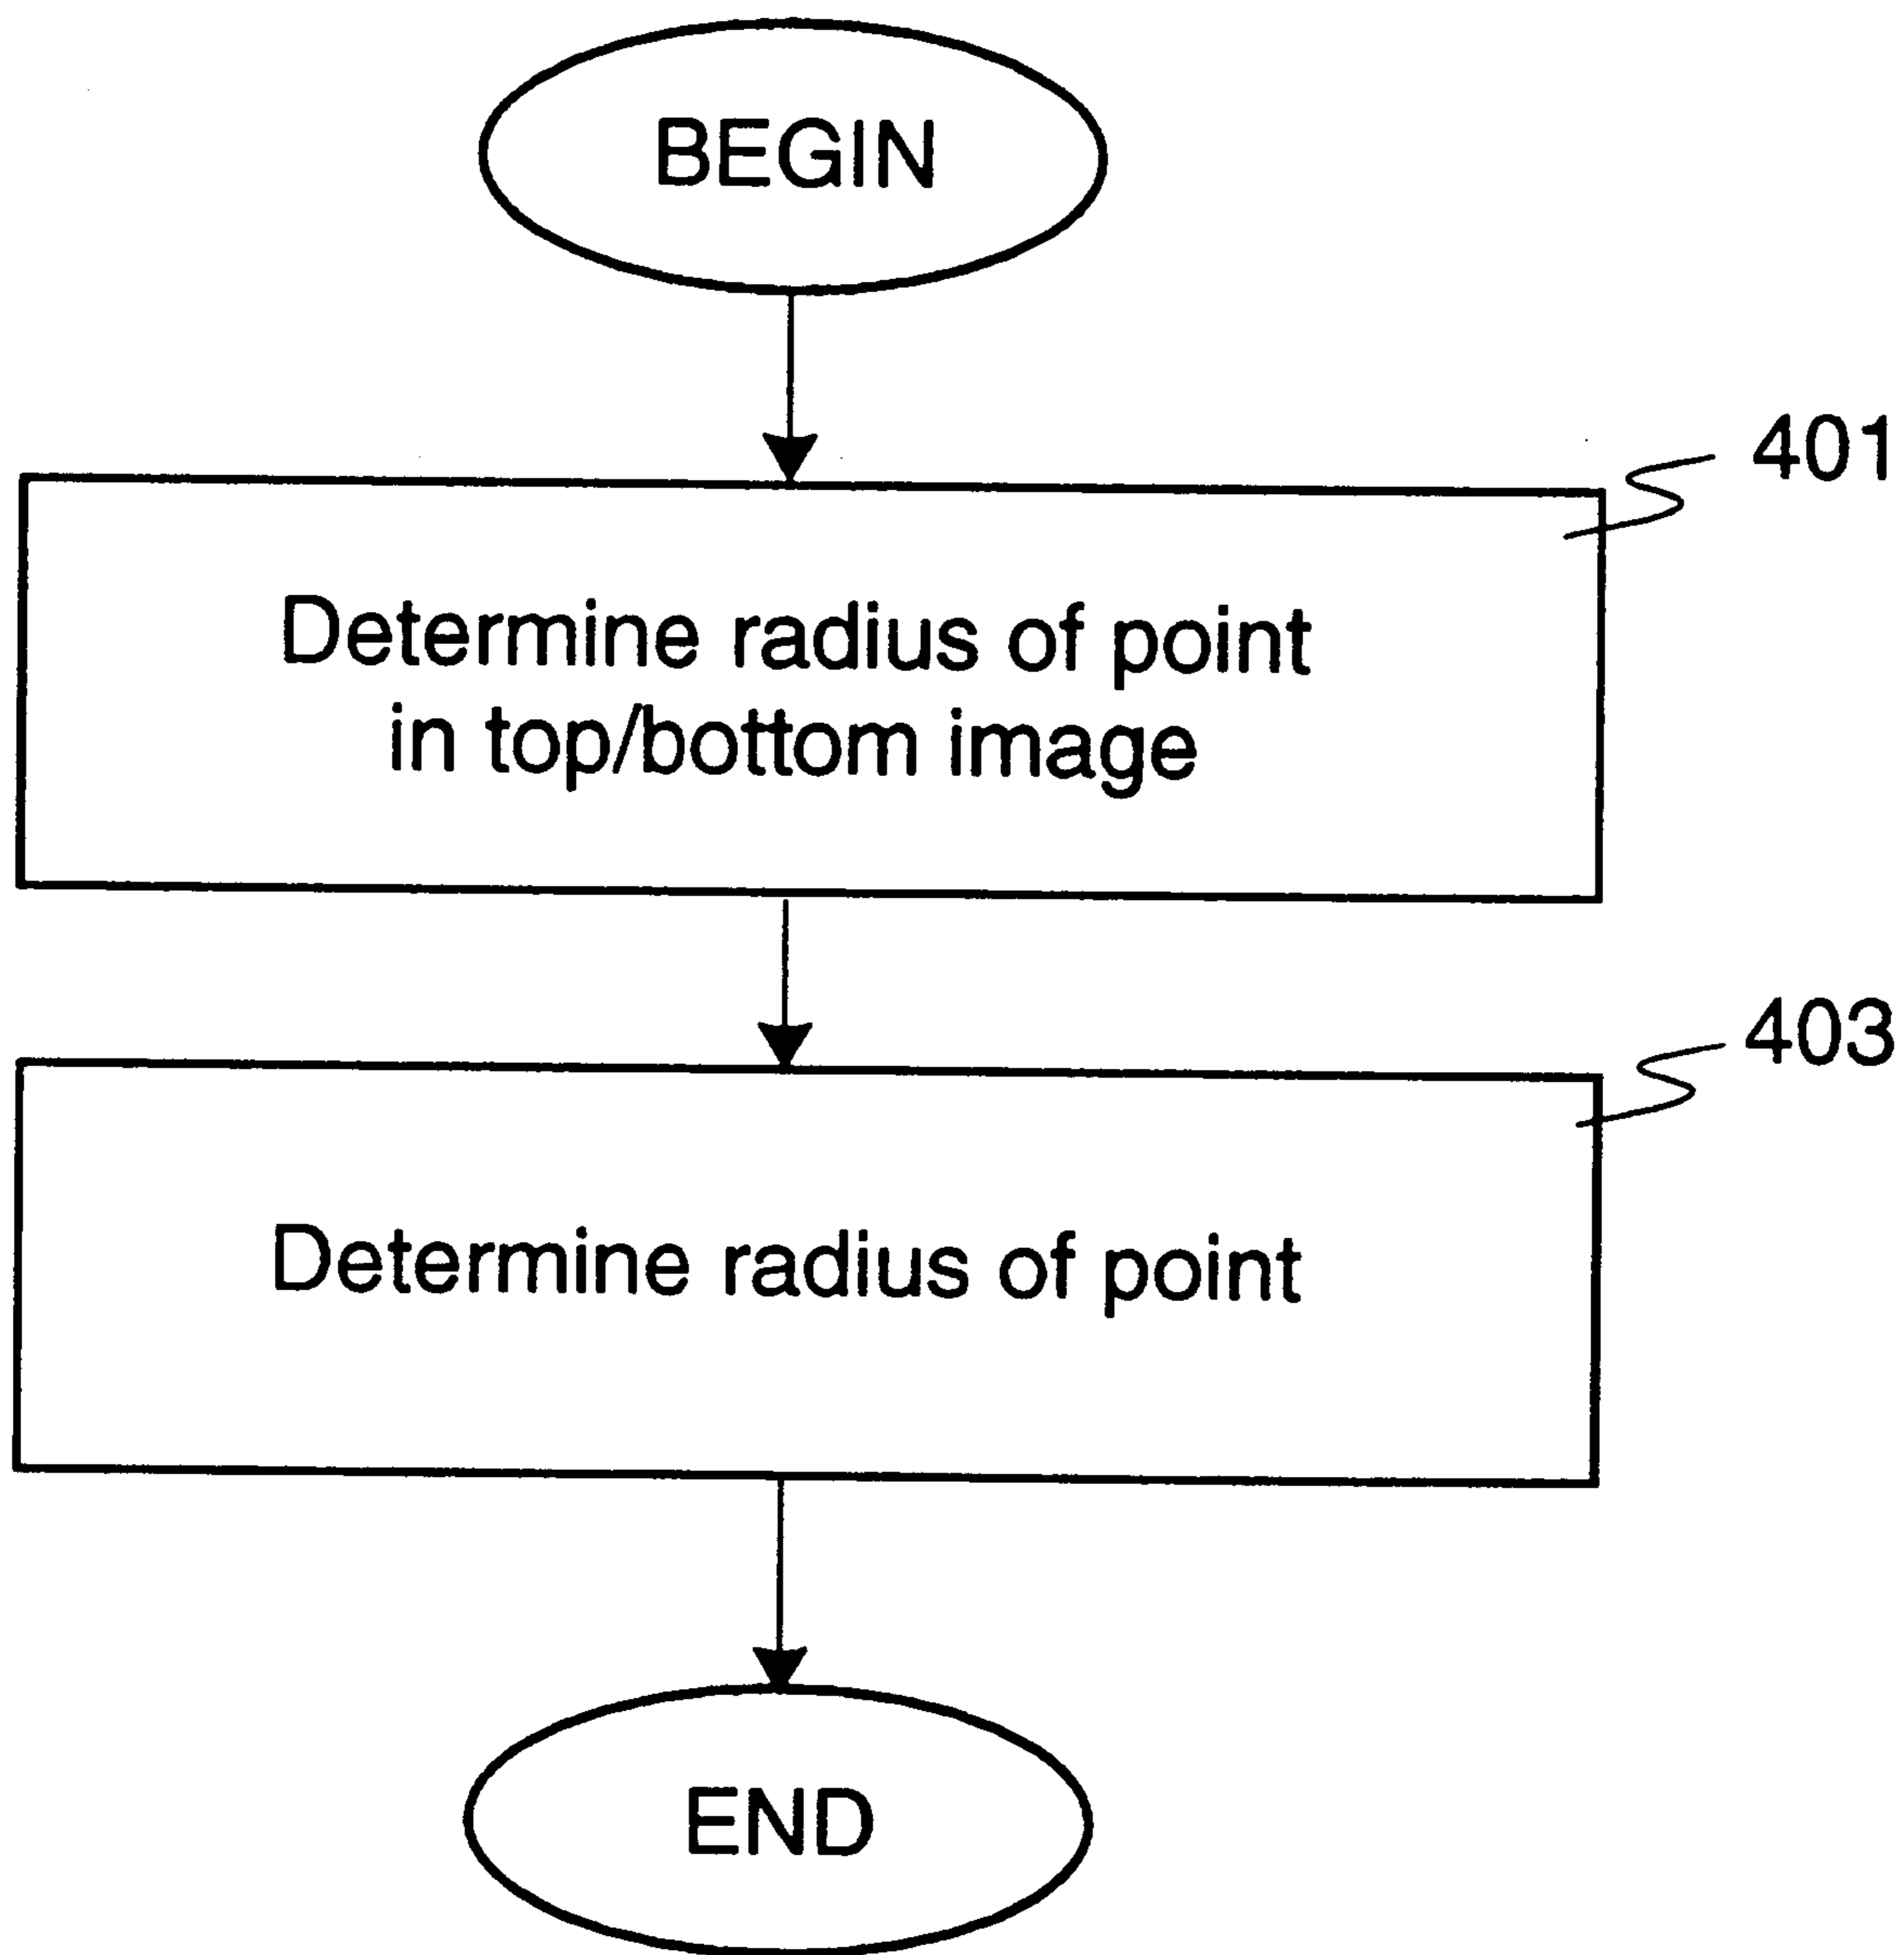 BEGIN
401
Determine radius of point
in top/bottom image
403
Determine radius of point
END